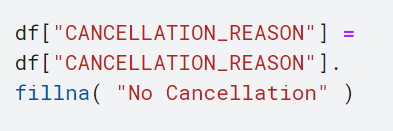 df["CANCELLATION_REASON"] =
df["CANCELLATION_REASON"].
fillna( "No Cancellation" )